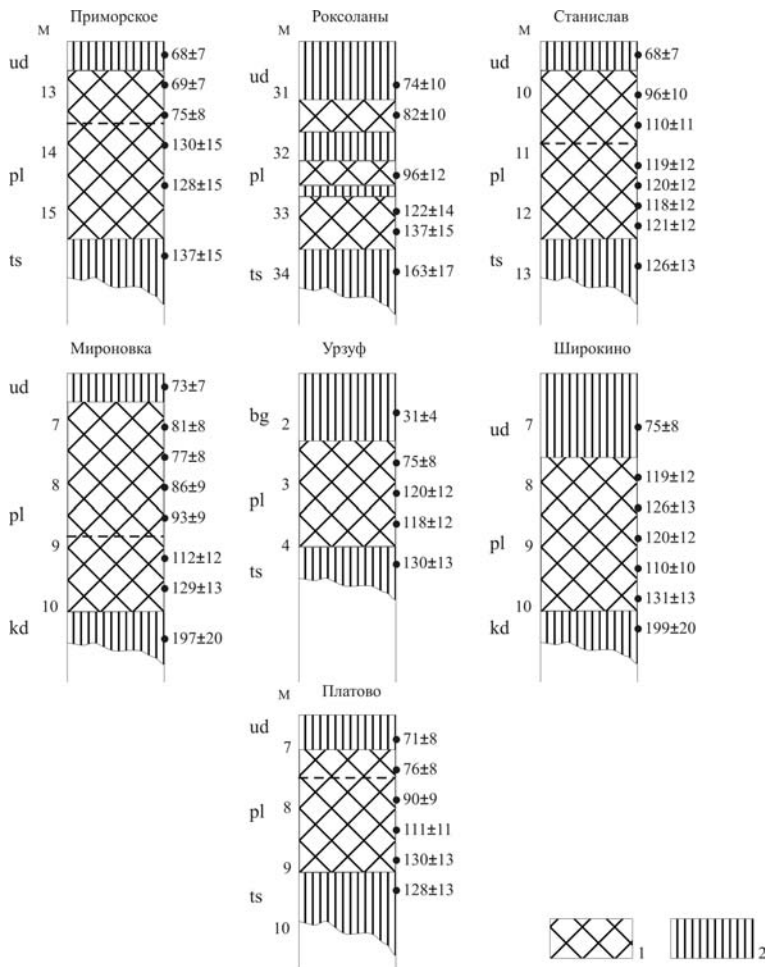 Приморское
М
ud
13
14
pl
15
ts
68±7
69±7
75±8
130±15
128±15
137±15
Роксоланы
М
ud
31
32
pl
33
ts
34
74±10
82±10
96±12
122±14
137±15
163±17
Станислав
М
ud
10
11
pl
12
ts
13
68±7
96±10
110±11
119±12
120±12
118±12
121±12
126±13
Мироновка
ud
7
8
pl
9
10
kd
73±7
81±8
77±8
86±9
93±9
112±12
129±13
197±20
Урзуф
bg
2
3
pl
4
ts
31±4
75±8
120±12
118±12
130±13
Широкино
ud
7
8
pl
9
10
kd
75±8
119±12
126±13
120±12
110±10
131±13
199±20
Платово
М
ud
7
8
pl
9
ts
10
71±8
76±8
90±9
111±11
130±13
128±13
1
2